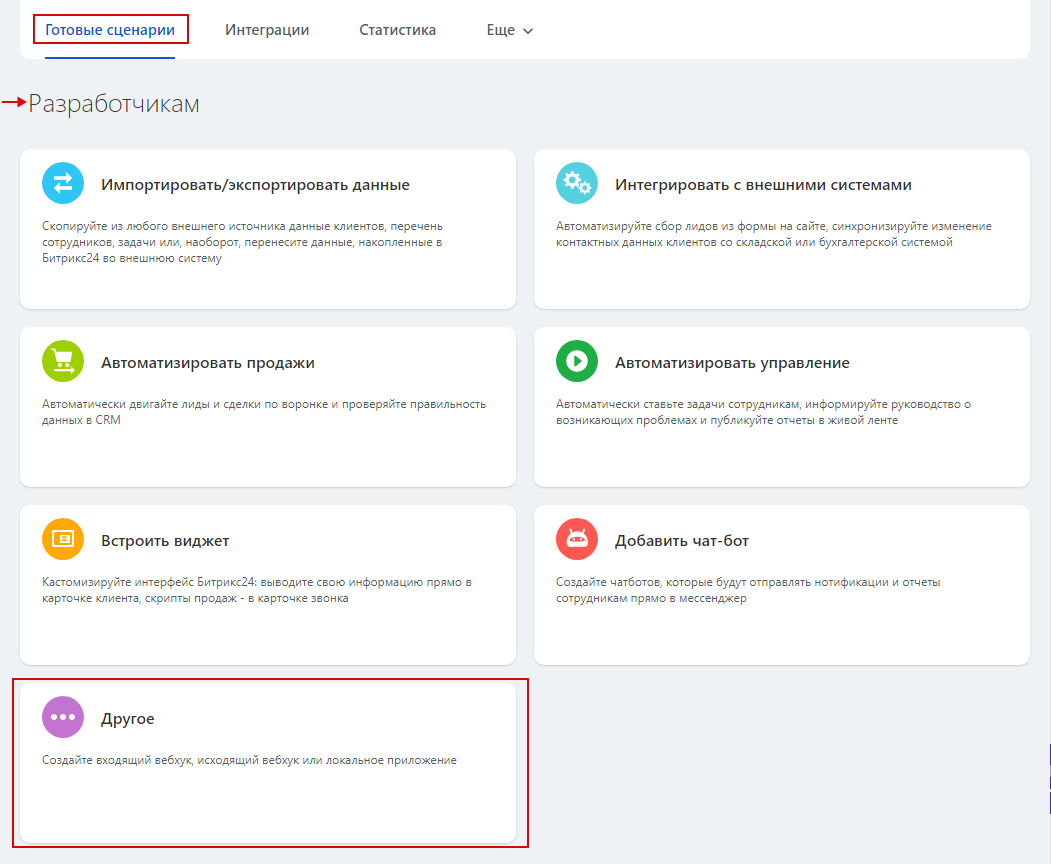 Готовые сценарии Интеграции Статистика Еще
Разработчикам
Импортировать/экспортировать данные
Скопируйте из любого внешнего источника данные клиентов, перечень
сотрудников, задачи или, наоборот, перенесите данные, накопленные в
Битрикс24 во внешнюю систему
Интегрировать с внешними системами
Автоматизируйте сбор лидов из формы на сайте, синхронизируйте изменение
контактных данных клиентов со складской или бухгалтерской системой
Автоматизировать продажи
Автоматически двигайте лиды и сделки по воронке и проверяйте правильность
данных в CRM
Автоматизировать управление
Автоматически ставьте задачи сотрудникам, информируйте руководство о
возникающих проблемах и публикуйте отчеты в живой ленте
Встроить виджет
Кастомизируйте интерфейс Битрикс24: выводите свою информацию прямо в
карточке клиента, скрипты продаж - в карточке звонка
Добавить чат-бот
Создайте чатботов, которые будут отправлять нотификации и отчеты
сотрудникам прямо в мессенджер
Другое
Создайте входящий вебхук, исходящий вебхук или локальное приложение